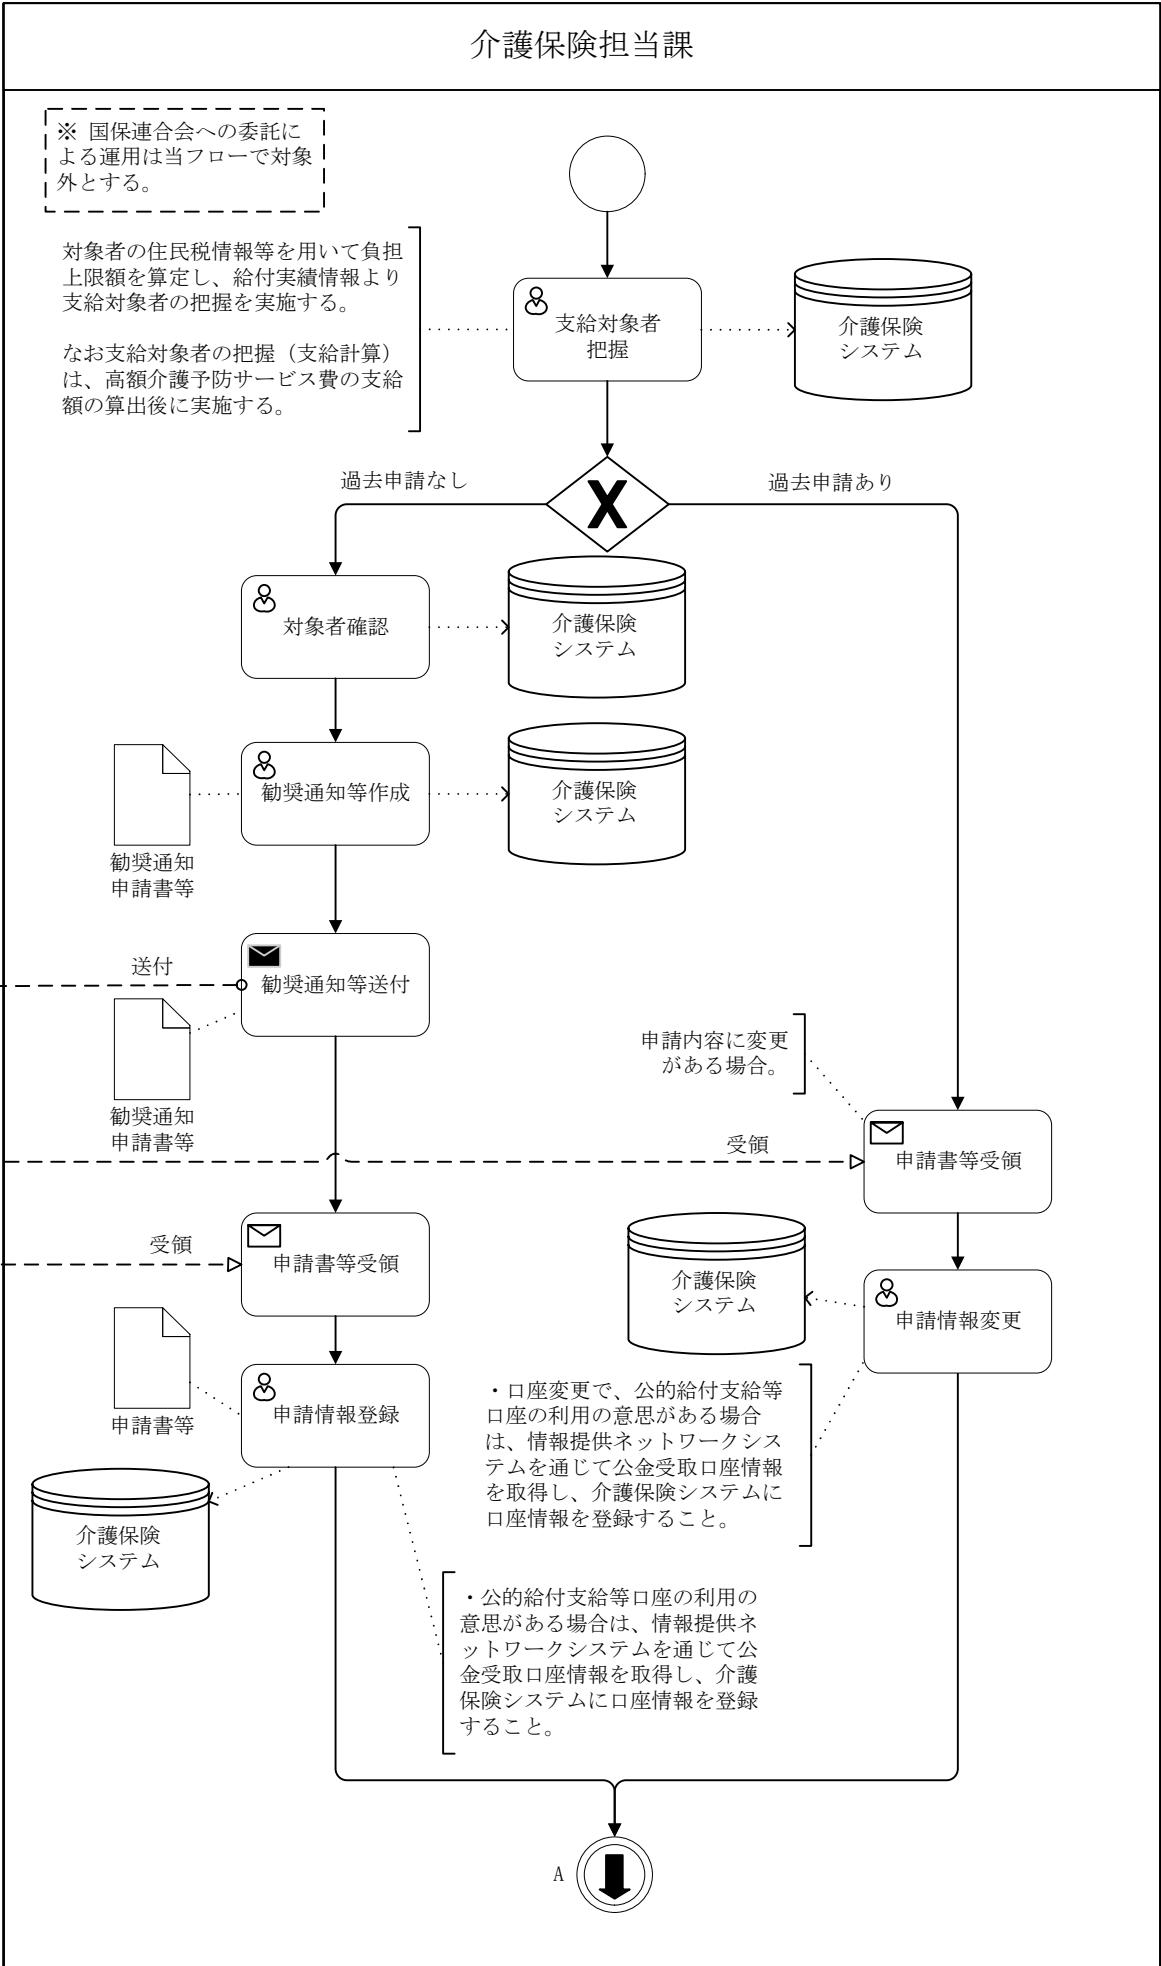 介護保険担当課
※ 国保連合会への委託に
よる運用は当フローで対象
外とする。
対象者の住民税情報等を用いて負担
上限額を算定し、給付実績情報より
支給対象者の把握を実施する。
なお支給対象者の把握（支給計算）
は、高額介護予防サービス費の支給
額の算出後に実施する。
支給対象者
把握
介護保険
システム
過去申請なし
過去申請あり
X
対象者確認
介護保険
システム
勧奨通知等作成
介護保険
システム
勧奨通知
申請書等
送付
勧奨通知等送付
勧奨通知
申請書等
申請内容に変更
がある場合。
受領
申請書等受領
受領
申請書等受領
介護保険
システム
申請情報変更
申請書等
申請情報登録
・口座変更で、公的給付支給等
口座の利用の意思がある場合
は、情報提供ネットワークシス
テムを通じて公金受取口座情報
を取得し、介護保険システムに
口座情報を登録すること。
介護保険
システム
・公的給付支給等口座の利用の
意思がある場合は、情報提供ネ
ットワークシステムを通じて公
金受取口座情報を取得し、介護
保険システムに口座情報を登録
すること。
A